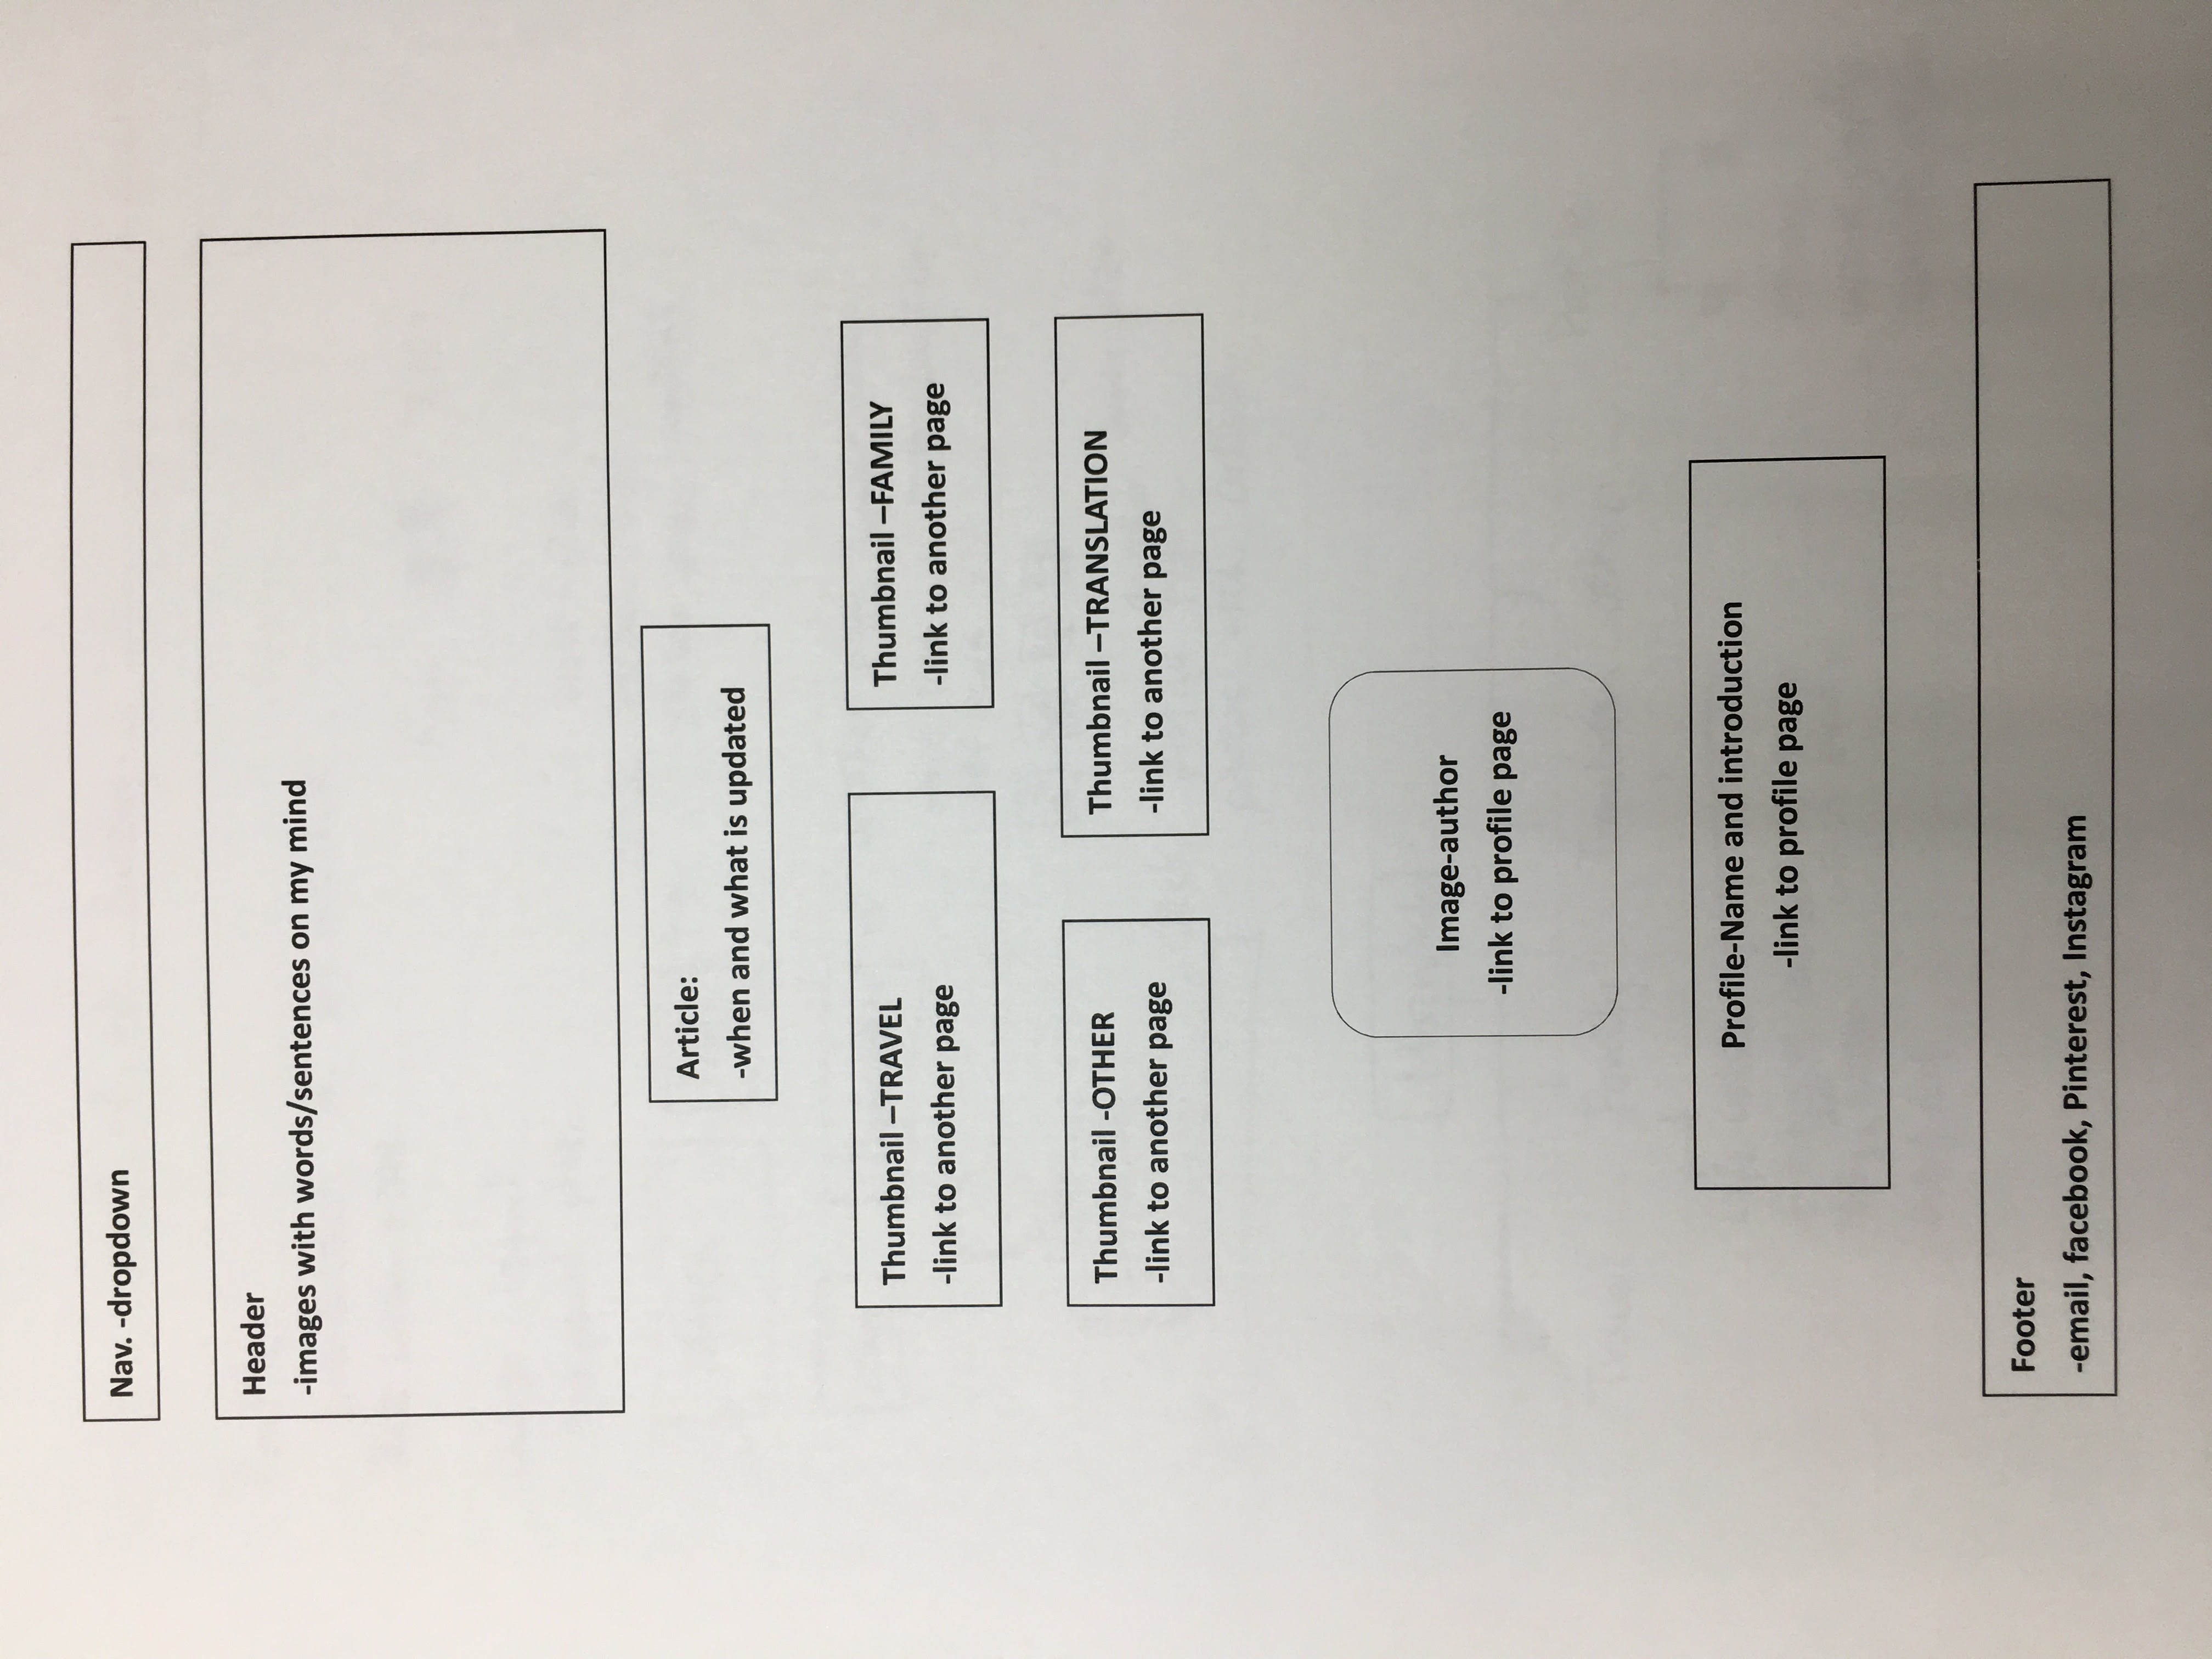 Nav. -dropdown
Header
-images with words/sentences on my mind
Article:
-when and what is updated
Thumbnail –TRAVEL
-link to another page
Thumbnail –FAMILY
-link to another page
Thumbnail -OTHER
-link to another page
Thumbnail –TRANSLATION
-link to another page
Image-author
-link to profile page
Profile-Name and introduction
-link to profile page
Footer
-email, facebook, Pinterest, Instagram